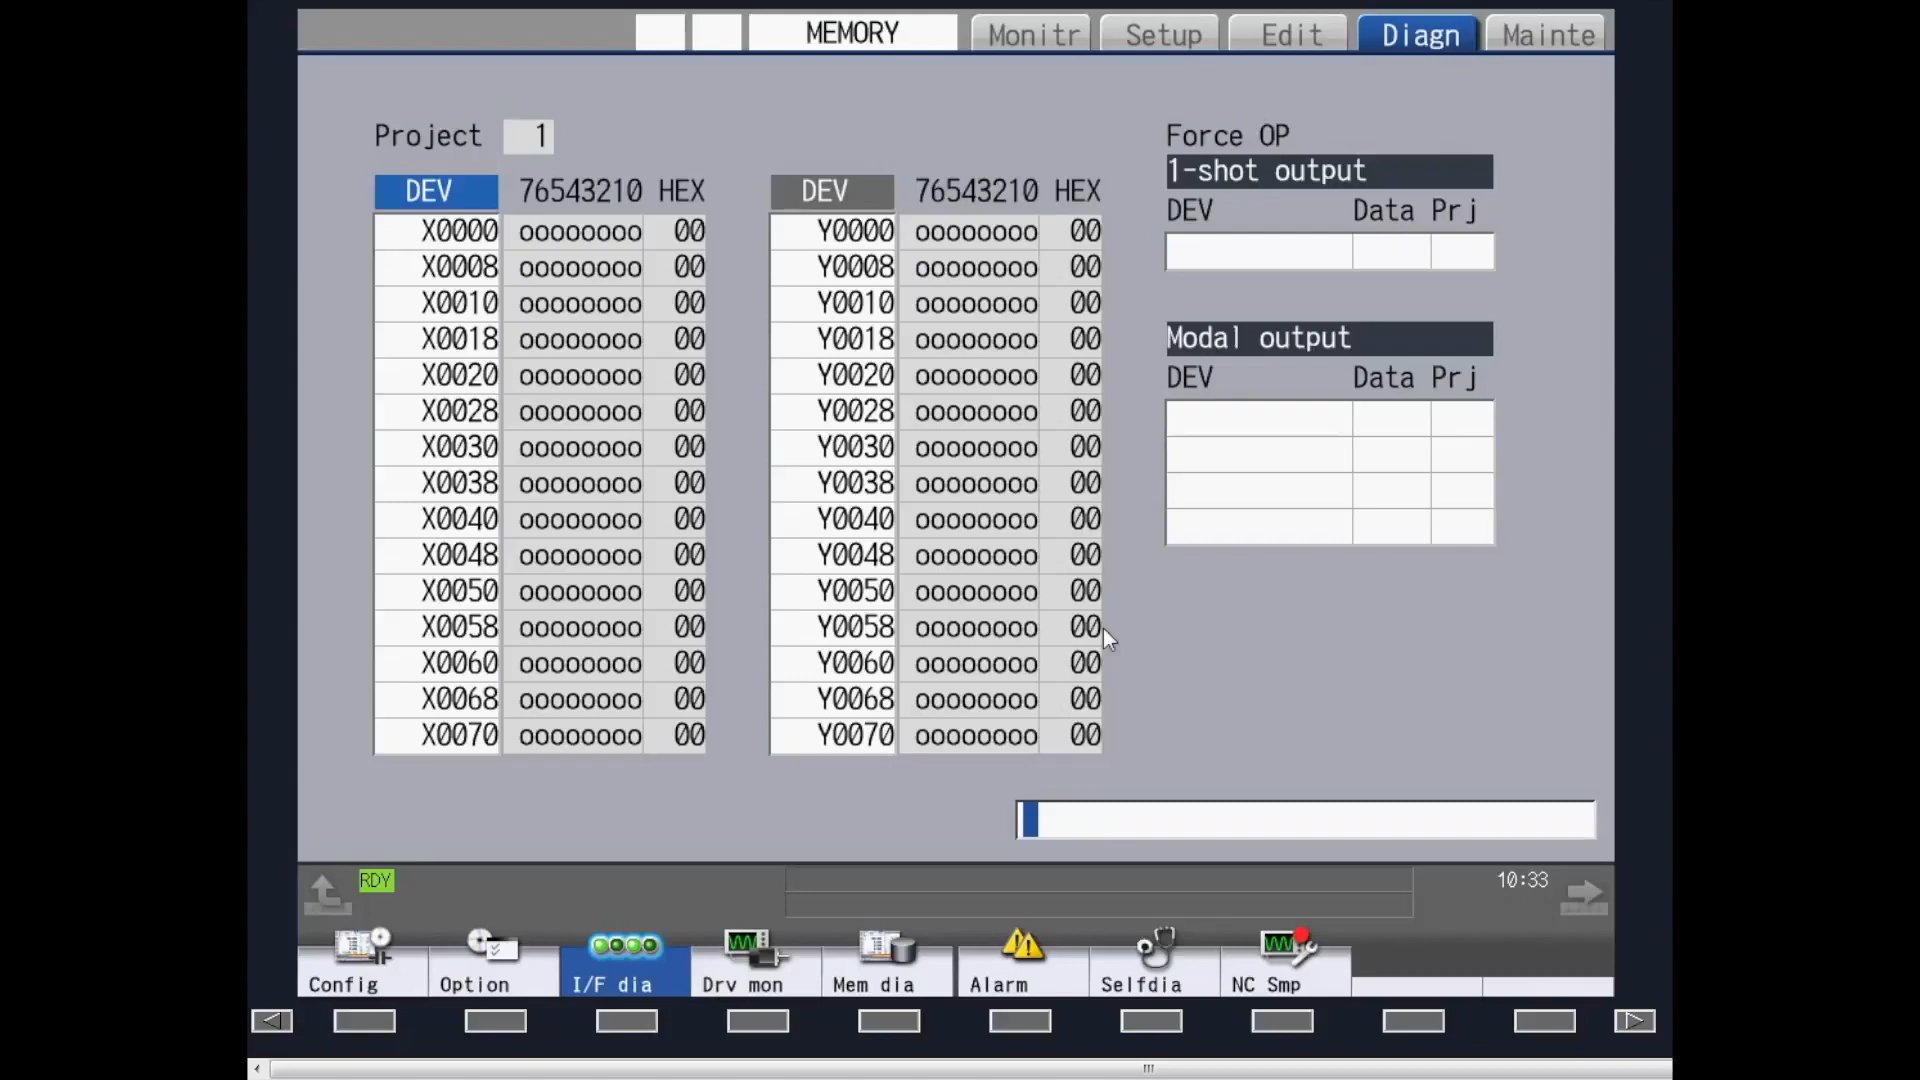 MEMORY Monitr Setup Edit Diagn Mainte
Project 1
Force OP
1-shot output
DEV 76543210 HEX DEV 76543210 HEX
DEV Data Prj
X0000 oooooooo 00 Y0000 oooooooo 00
X0008 oooooooo 00 Y0008 oooooooo 00
X0010 oooooooo 00 Y0010 oooooooo 00
X0018 oooooooo 00 Y0018 oooooooo 00
Modal output
X0020 oooooooo 00 Y0020 oooooooo 00
DEV Data Prj
X0028 oooooooo 00 Y0028 oooooooo 00
X0030 oooooooo 00 Y0030 oooooooo 00
X0038 oooooooo 00 Y0038 oooooooo 00
X0040 oooooooo 00 Y0040 oooooooo 00
X0048 oooooooo 00 Y0048 oooooooo 00
X0050 oooooooo 00 Y0050 oooooooo 00
X0058 oooooooo 00 Y0058 oooooooo 00
X0060 oooooooo 00 Y0060 oooooooo 00
X0068 oooooooo 00 Y0068 oooooooo 00
X0070 oooooooo 00 Y0070 oooooooo 00
RDY 10:33
Config Option I/F dia Drv mon Mem dia Alarm Selfdia NC Smp